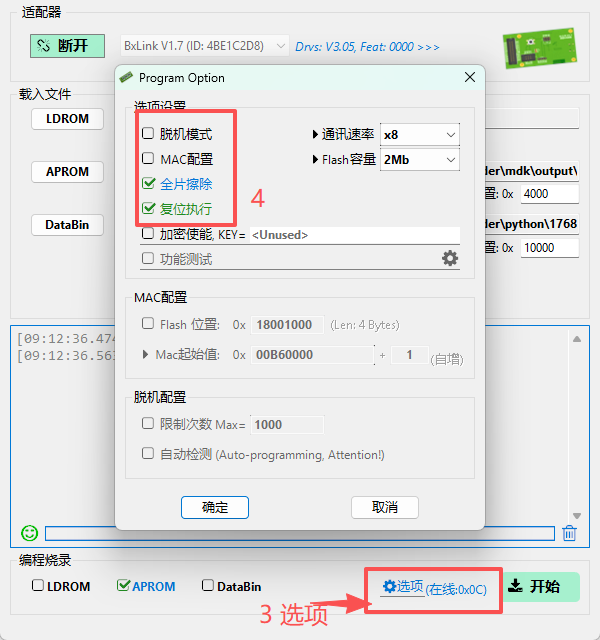 适配器
断开
BxLink V1.7 (ID: 4BE1C2D8)
Drvs: V3.05, Feat: 0000 >>>
载入文件
LDROM
APROM
der\mdk\output\
置: 0x 4000
DataBin
der\python\1768
置: 0x 10000
Program Option
选项设置
脱机模式
通讯速率 x8
MAC配置
Flash容量 2Mb
全片擦除
4
复位执行
加密使能, KEY= <Unused>
功能测试
MAC配置
Flash 位置: 0x 18001000 (Len: 4 Bytes)
Mac起始值: 0x 00B60000 + 1 (自增)
脱机配置
限制次数 Max= 1000
自动检测 (Auto-programming, Attention!)
确定
取消
[09:12:36.474
[09:12:36.563
编程烧录
LDROM
APROM
DataBin
选项(在线:0x0C)
开始
3 选项